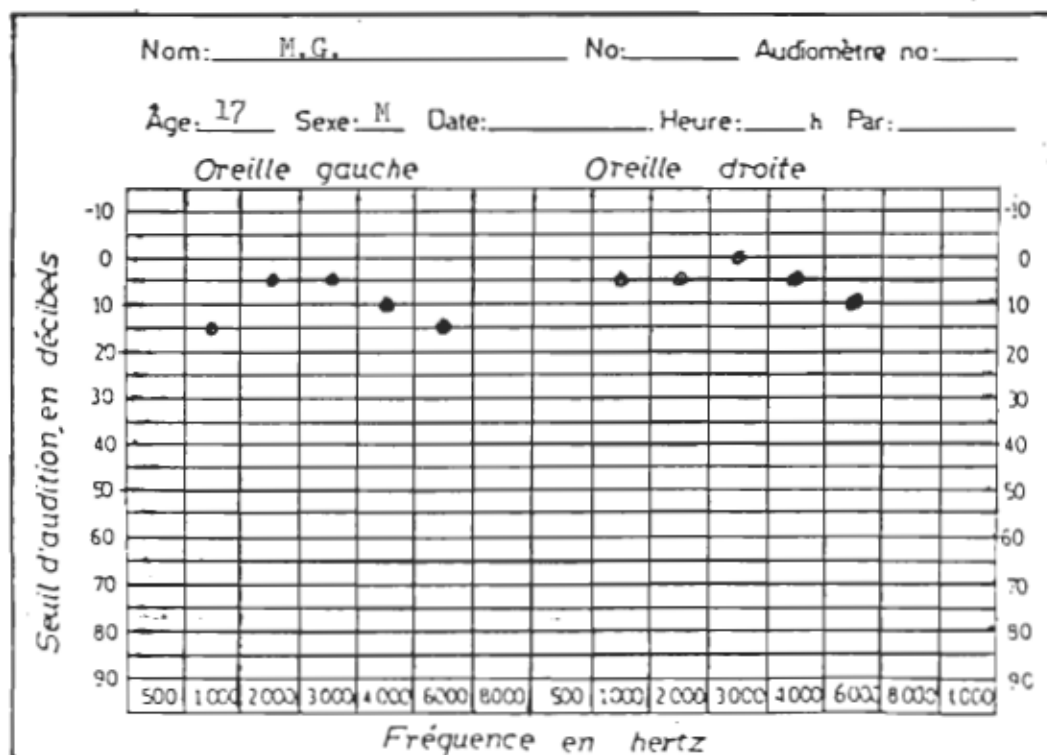 Nom: M.G. No: Audiomètre no:
Âge: 17 Sexe: M Date: Heure: h Par:
Oreille gauche Oreille droite
-10 -10
0 0
10 10
20 20
30 30
40 40
50 50
60 60
70 70
80 80
90 90
Seuil d'audition, en décibels
500 1000 2000 3000 4000 6000 8000 500 1000 2000 3000 4000 6000 8000 1000
Fréquence en hertz